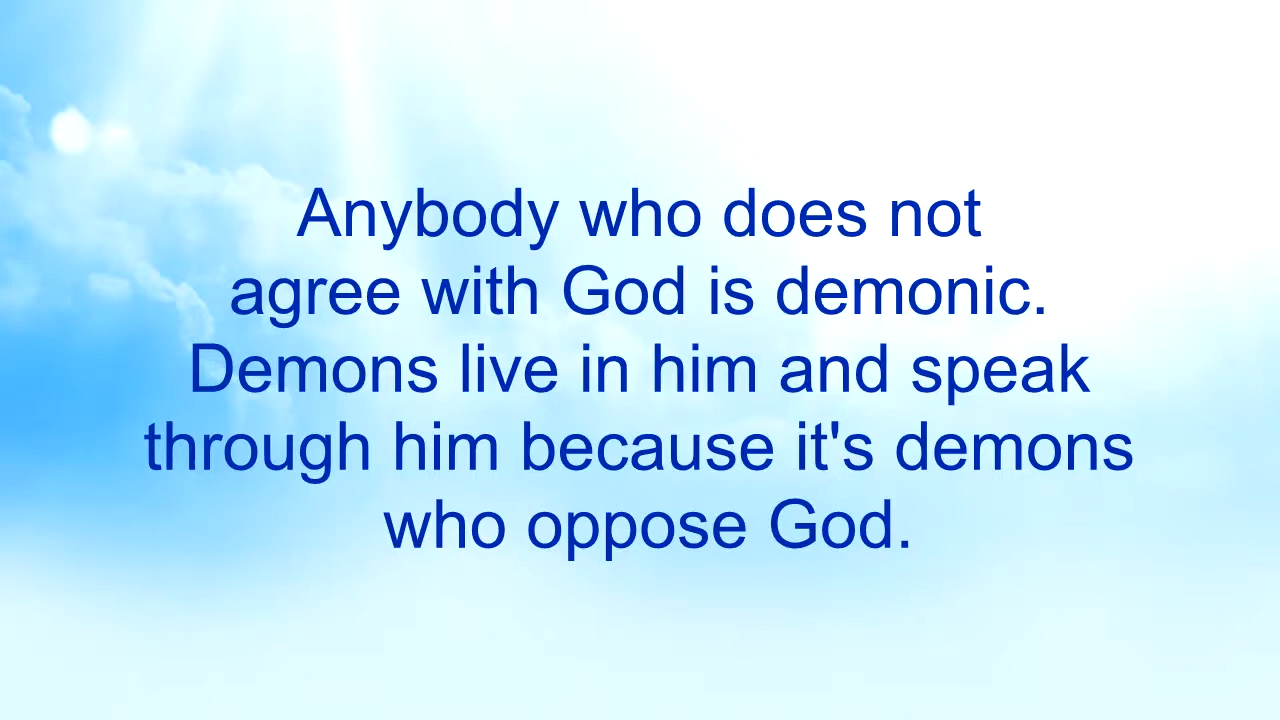 Anybody who does not
agree with God is demonic.
Demons live in him and speak
through him because it's demons
who oppose God.